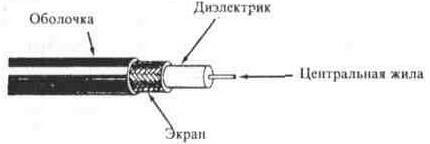 Диэлектрик
Оболочка
Центральная жила
Экран